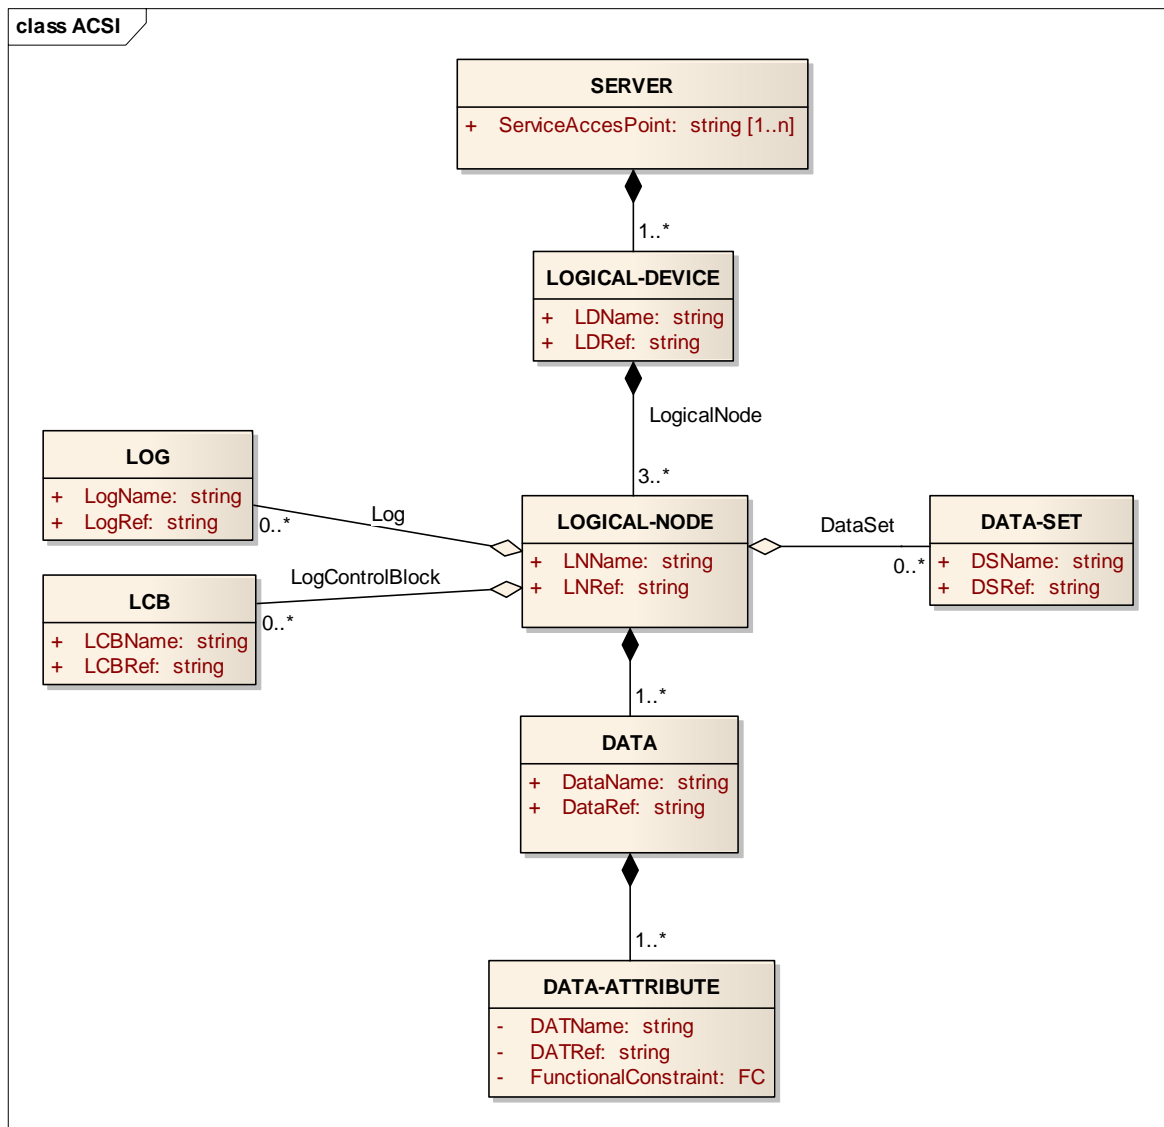 class ACSI
SERVER
+ ServiceAccesPoint: string [1..n]
1..*
LOGICAL-DEVICE
+ LDName: string
+ LDRef: string
LogicalNode
3..*
LOG
+ LogName: string
+ LogRef: string
0..*
Log
LCB
+ LCBName: string
+ LCBRef: string
0..*
LogControlBlock
LOGICAL-NODE
+ LNName: string
+ LNRef: string
DataSet
0..*
DATA-SET
+ DSName: string
+ DSRef: string
1..*
DATA
+ DataName: string
+ DataRef: string
1..*
DATA-ATTRIBUTE
- DATName: string
- DATRef: string
- FunctionalConstraint: FC